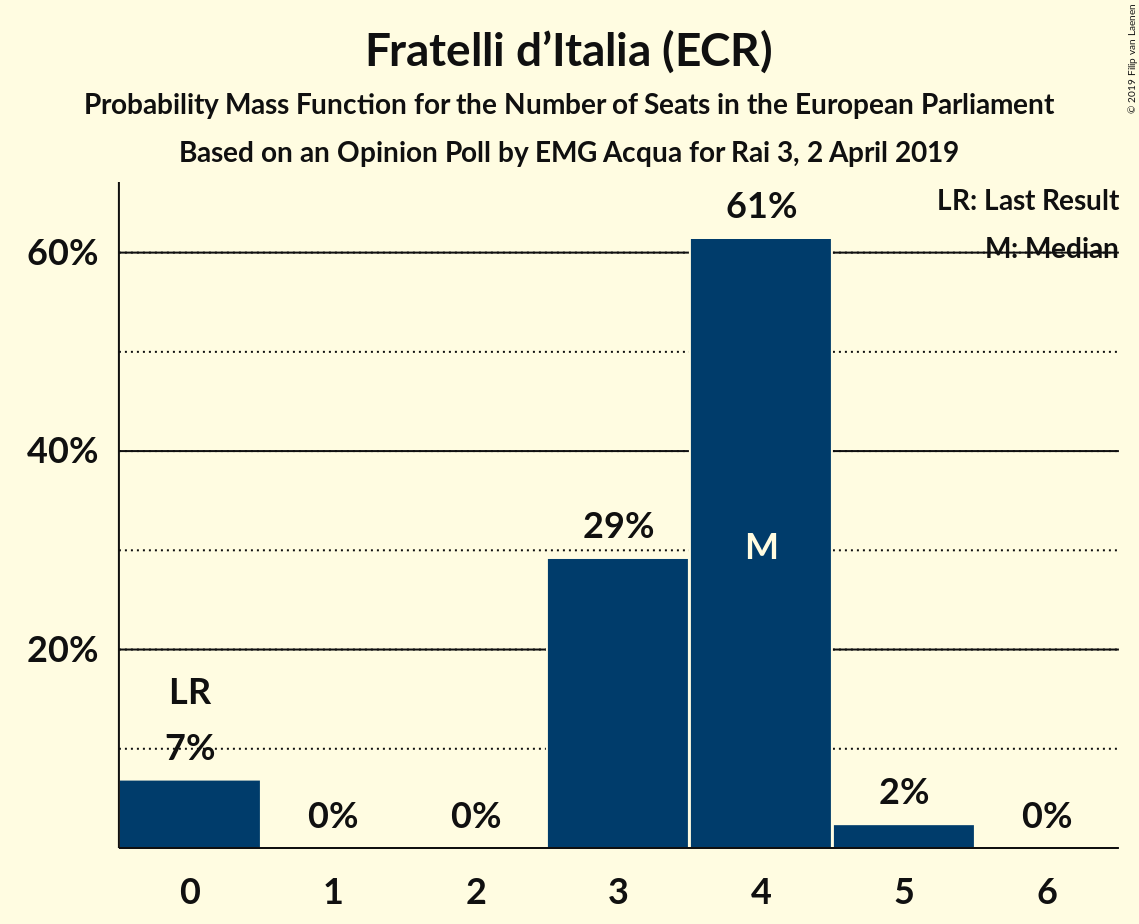 Fratelli d’Italia (ECR)
Probability Mass Function for the Number of Seats in the European Parliament
Based on an Opinion Poll by EMG Acqua for Rai 3, 2 April 2019
© 2019 Filip van Laenen
LR: Last Result
M: Median
60%
40%
20%
LR
7%
0%
0%
29%
61%
M
2%
0%
0 1 2 3 4 5 6